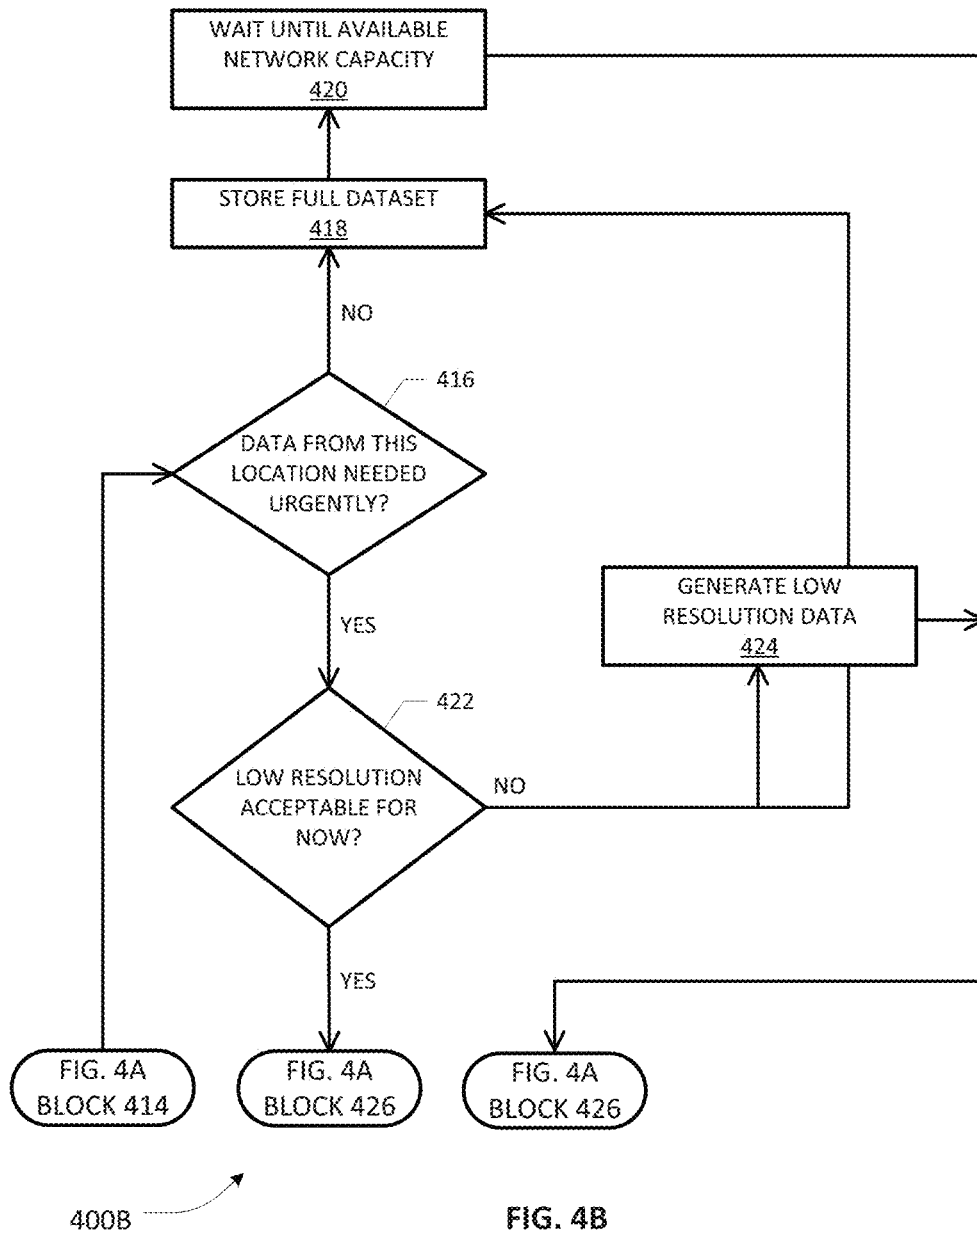 WAIT UNTIL AVAILABLE
NETWORK CAPACITY
420
STORE FULL DATASET
418
NO
416
DATA FROM THIS
LOCATION NEEDED
URGENTLY?
YES
GENERATE LOW
RESOLUTION DATA
424
422
LOW RESOLUTION
ACCEPTABLE FOR
NOW?
NO
YES
FIG. 4A
BLOCK 414
FIG. 4A
BLOCK 426
FIG. 4A
BLOCK 426
400B
FIG. 4B